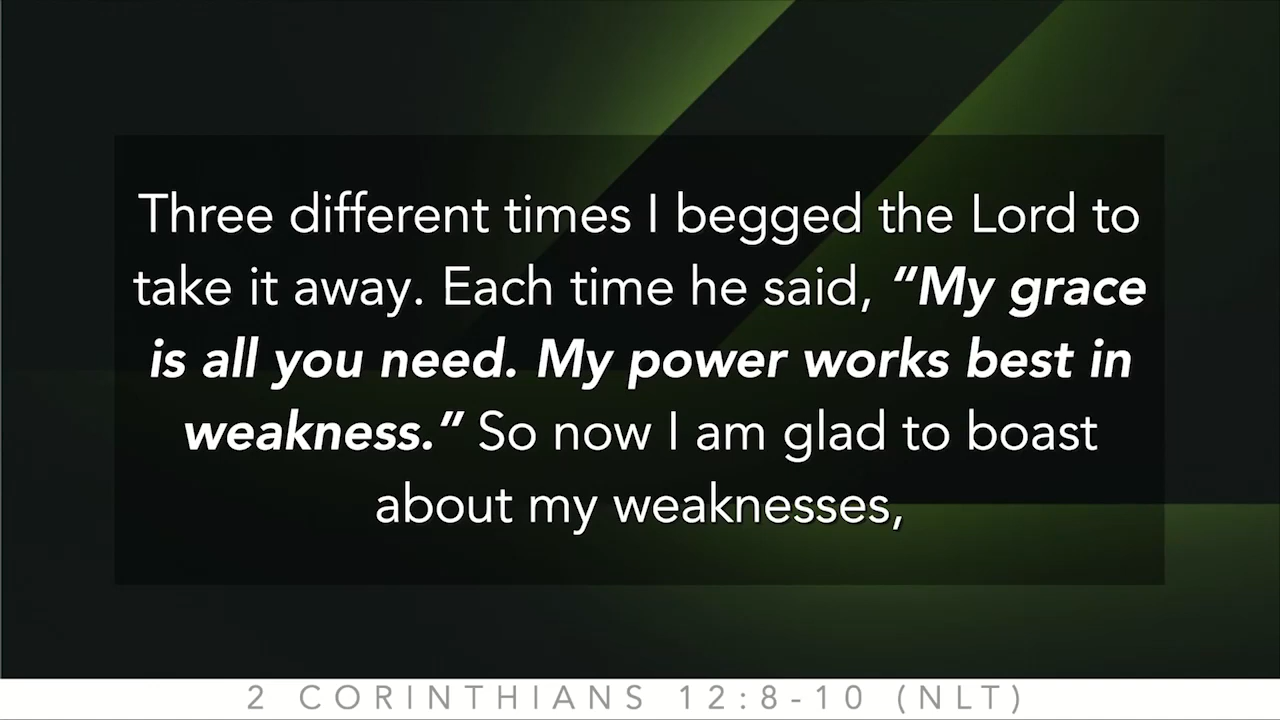 Three different times I begged the Lord to
take it away. Each time he said, “My grace
is all you need. My power works best in
weakness.” So now I am glad to boast
about my weaknesses,
2 CORINTHIANS 12:8-10 (NLT)